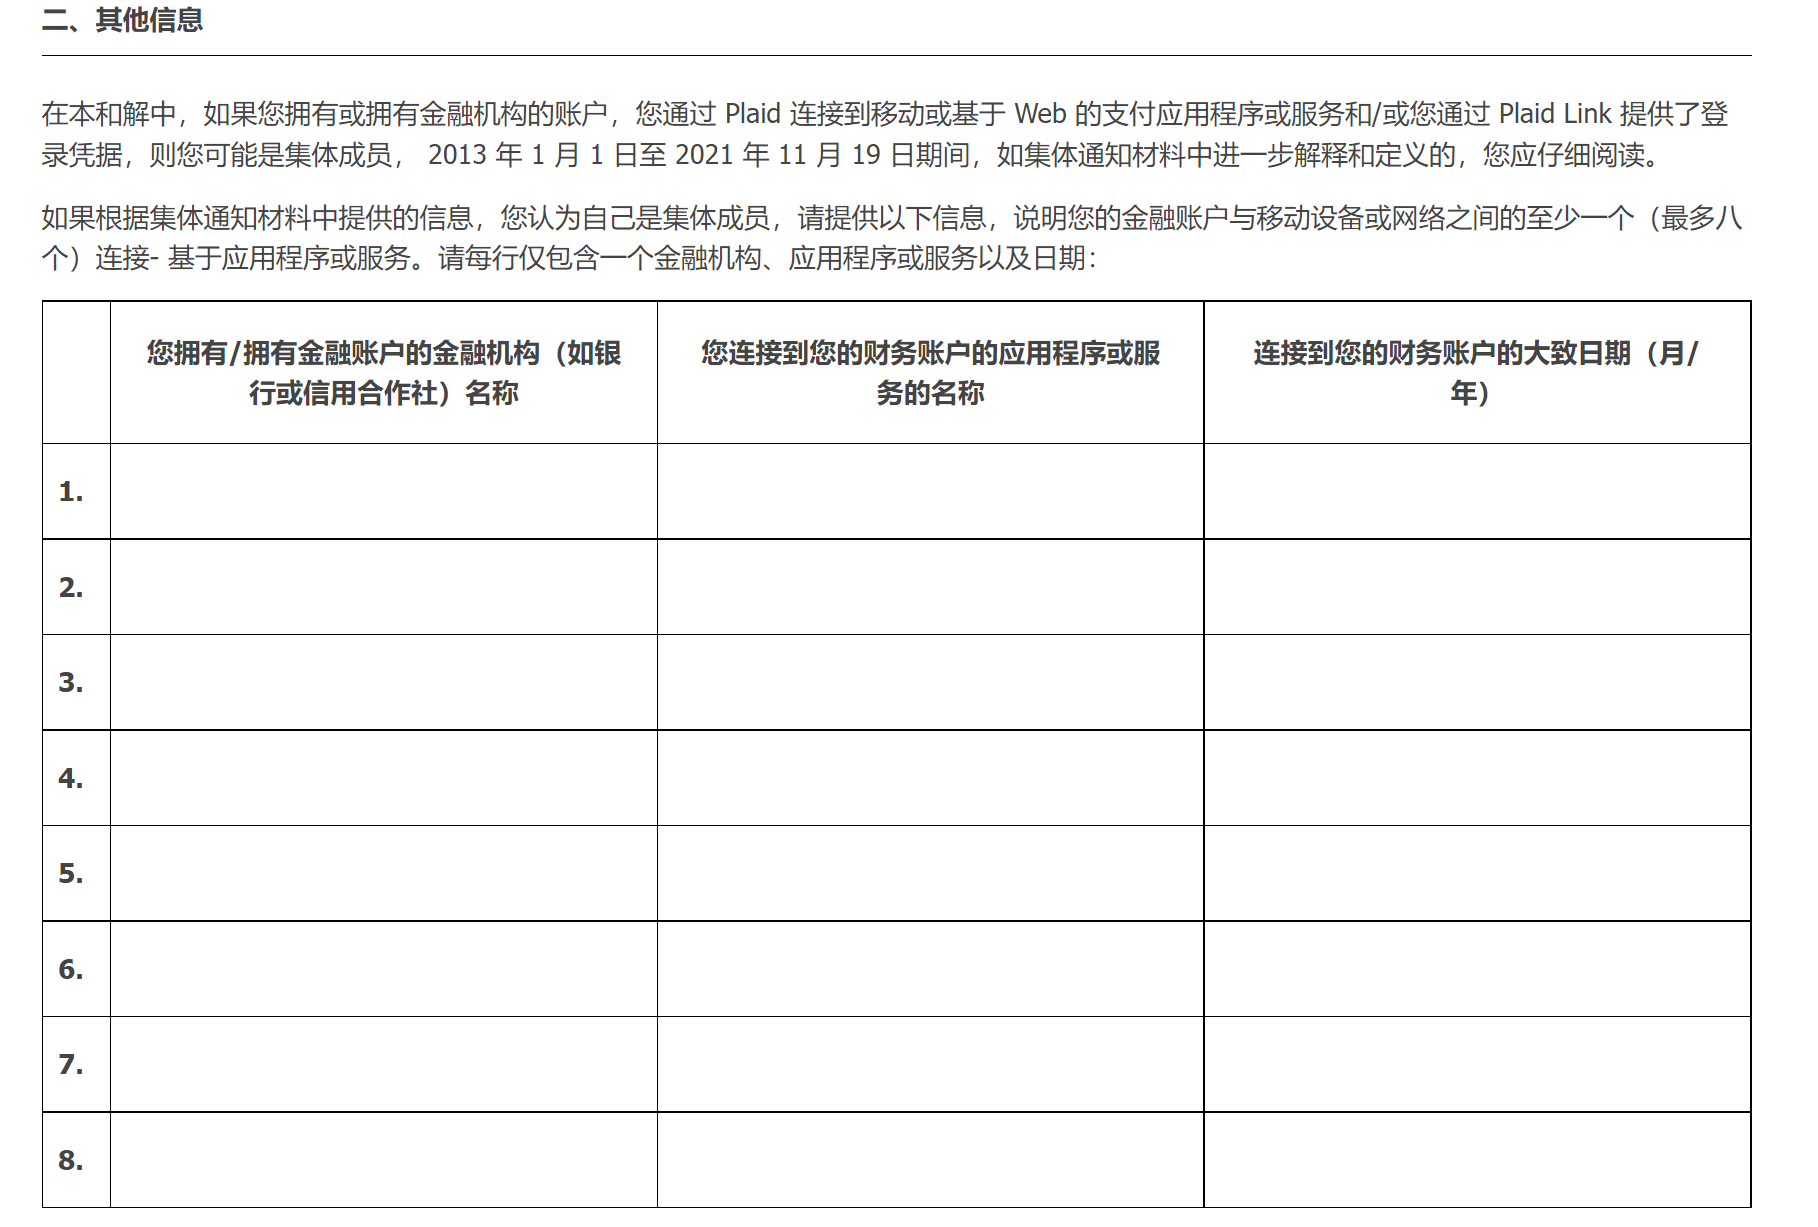 二、其他信息
在本和解中，如果您拥有或拥有金融机构的账户，您通过 Plaid 连接到移动或基于 Web 的支付应用程序或服务和/或您通过 Plaid Link 提供了登
录凭据，则您可能是集体成员， 2013 年 1 月 1 日至 2021 年 11 月 19 日期间，如集体通知材料中进一步解释和定义的，您应仔细阅读。
如果根据集体通知材料中提供的信息，您认为自己是集体成员，请提供以下信息，说明您的金融账户与移动设备或网络之间的至少一个（最多八
个）连接- 基于应用程序或服务。请每行仅包含一个金融机构、应用程序或服务以及日期：
您拥有/拥有金融账户的金融机构（如银
行或信用合作社）名称
您连接到您的财务账户的应用程序或服
务的名称
连接到您的财务账户的大致日期（月/
年）
1.
2.
3.
4.
5.
6.
7.
8.